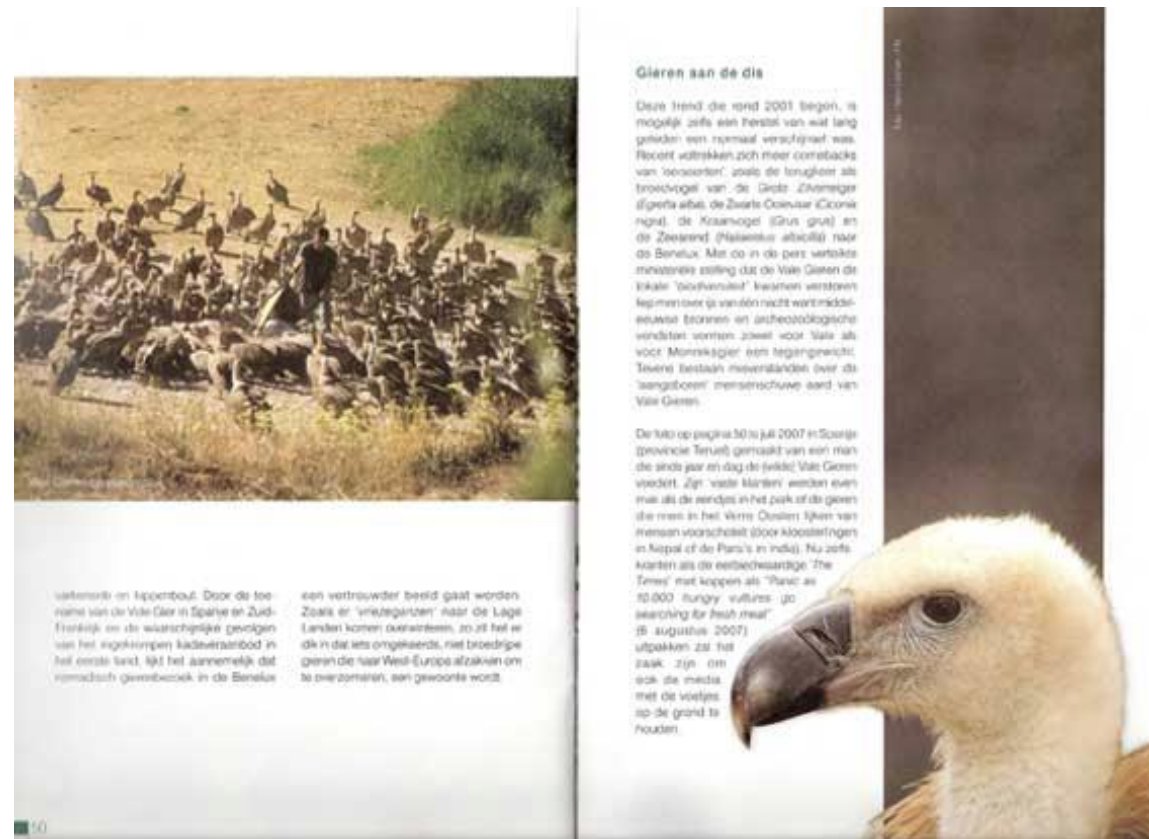 varkensrib en kippenbout. Door de toe-
name van de Vale Gier in Spanje en Zuid-
Frankrijk en de waarschijnlijke gevolgen
van het ingekrompen kadaveraanbod in
het eerste land, lijkt het aannemelijk dat
nomadisch gierenbezoek in de Benelux
een vertrouwder beeld gaat worden.
Zoals er 'vriezeganzen' naar de Lage
Landen komen overwinteren, zo zit het er
dik in dat iets omgekeerds, niet broedrijpe
gieren die naar West-Europa afzakken om
te overzomeren, een gewoonte wordt.
50
Gieren aan de dis
Deze trend die rond 2001 begon, is
mogelijk zelfs een herstel van wat lang
geleden een normaal verschijnsel was.
Recent voltrekken zich meer comebacks
van 'oersoorten', zoals de terugkeer als
broedvogel van de Grote Zilverreiger
(Egretta alba), de Zwarte Ooievaar (Ciconia
nigra), de Kraanvogel (Grus grus) en
de Zeearend (Haliaeetus albicilla) naar
de Benelux. Met de in de pers vertolkte
ministeriële stelling dat de Vale Gieren de
lokale "biodiversiteit" kwamen verstoren
liep men over ijs van één nacht want middel-
eeuwse bronnen en archeozoölogische
vondsten vormen zowel voor Vale als
voor Monniksgier een tegengewicht.
Tevens bestaan misverstanden over de
'aangeboren' mensenschuwe aard van
Vale Gieren.
De foto op pagina 50 is juli 2007 in Spanje
(provincie Teruel) gemaakt van een man
die sinds jaar en dag de (wilde) Vale Gieren
voedert. Zijn 'vaste klanten' werden even
mak als de eendjes in het park of de gieren
die men in het Verre Oosten lijken van
mensen voorschotelt (door kloosterlingen
in Nepal of de Parsi's in India). Nu zelfs
kranten als de eerbiedwaardige 'The
Times' met koppen als "Panic as
10.000 hungry vultures go
searching for fresh meat"
(6 augustus 2007)
uitpakken zal het
zaak zijn om
ook de media
met de voetjes
op de grond te
houden.